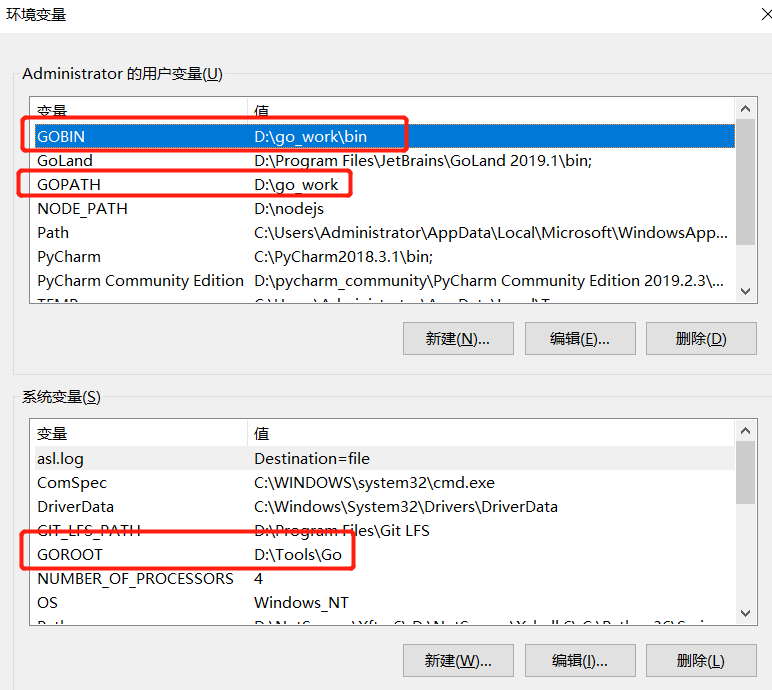 环境变量
Administrator 的用户变量(U)
变量 值
GOBIN D:\go_work\bin
GoLand D:\Program Files\JetBrains\GoLand 2019.1\bin;
GOPATH D:\go_work
NODE_PATH D:\nodejs
Path C:\Users\Administrator\AppData\Local\Microsoft\WindowsApp...
PyCharm C:\PyCharm2018.3.1\bin;
PyCharm Community Edition D:\pycharm_community\PyCharm Community Edition 2019.2.3\...
新建(N)... 编辑(E)... 删除(D)
系统变量(S)
变量 值
asl.log Destination=file
ComSpec C:\WINDOWS\system32\cmd.exe
DriverData C:\Windows\System32\Drivers\DriverData
GIT_LFS_PATH D:\Program Files\Git LFS
GOROOT D:\Tools\Go
NUMBER_OF_PROCESSORS 4
OS Windows_NT
新建(W)... 编辑(I)... 删除(L)